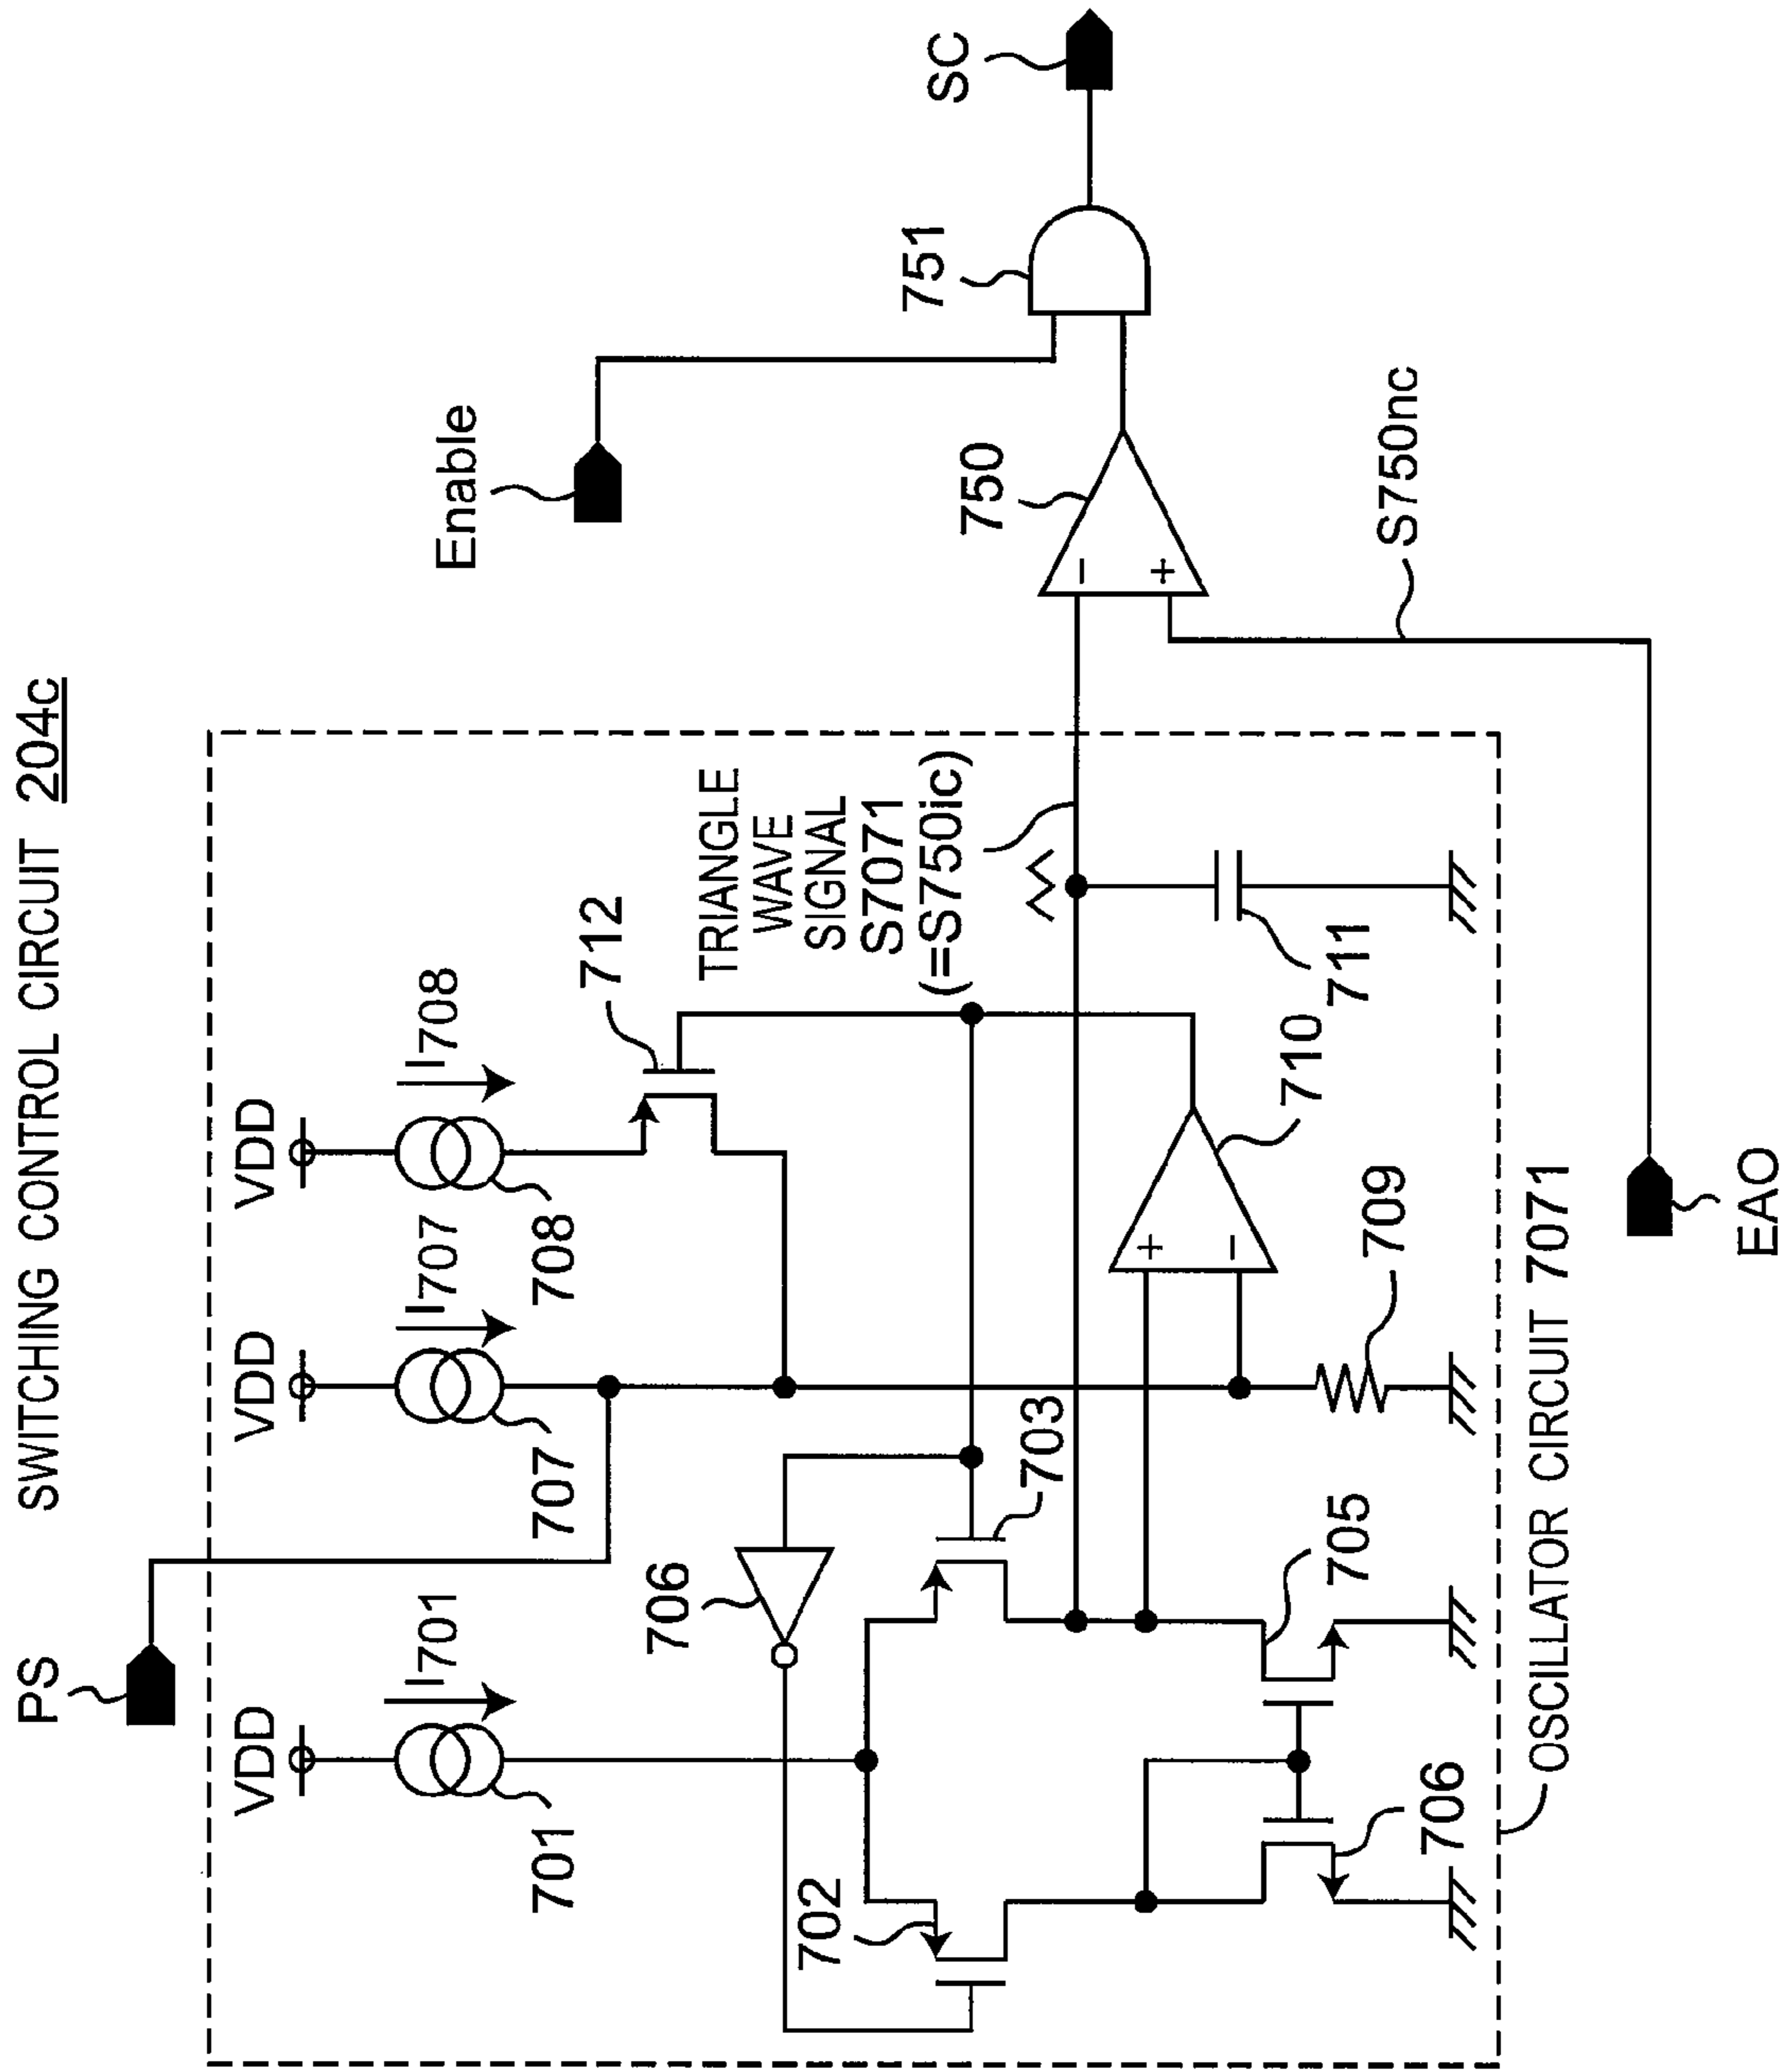 SWITCHING CONTROL CIRCUIT 204c
PS
VDD
I701
701
VDD
I707
707
VDD
I708
708
712
706
702
703
706
705
709
710
711
TRIANGLE
WAVE
SIGNAL
S7071
(=S750ic)
+
-
OSCILLATOR CIRCUIT 7071
Enable
750
-
+
751
SC
S750nc
EAO